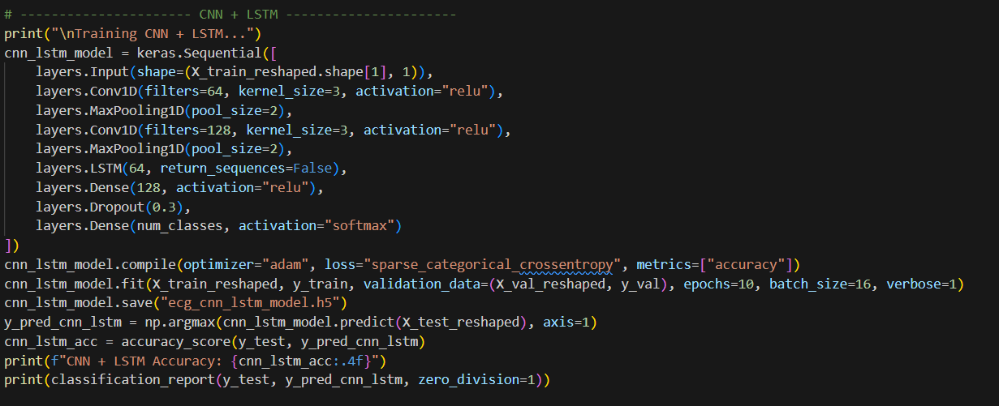 # ---------------------- CNN + LSTM ----------------------
print("\nTraining CNN + LSTM...")
cnn_lstm_model = keras.Sequential([
    layers.Input(shape=(X_train_reshaped.shape[1], 1)),
    layers.Conv1D(filters=64, kernel_size=3, activation="relu"),
    layers.MaxPooling1D(pool_size=2),
    layers.Conv1D(filters=128, kernel_size=3, activation="relu"),
    layers.MaxPooling1D(pool_size=2),
    layers.LSTM(64, return_sequences=False),
    layers.Dense(128, activation="relu"),
    layers.Dropout(0.3),
    layers.Dense(num_classes, activation="softmax")
])
cnn_lstm_model.compile(optimizer="adam", loss="sparse_categorical_crossentropy", metrics=["accuracy"])
cnn_lstm_model.fit(X_train_reshaped, y_train, validation_data=(X_val_reshaped, y_val), epochs=10, batch_size=16, verbose=1)
cnn_lstm_model.save("ecg_cnn_lstm_model.h5")
y_pred_cnn_lstm = np.argmax(cnn_lstm_model.predict(X_test_reshaped), axis=1)
cnn_lstm_acc = accuracy_score(y_test, y_pred_cnn_lstm)
print(f"CNN + LSTM Accuracy: {cnn_lstm_acc:.4f}")
print(classification_report(y_test, y_pred_cnn_lstm, zero_division=1))